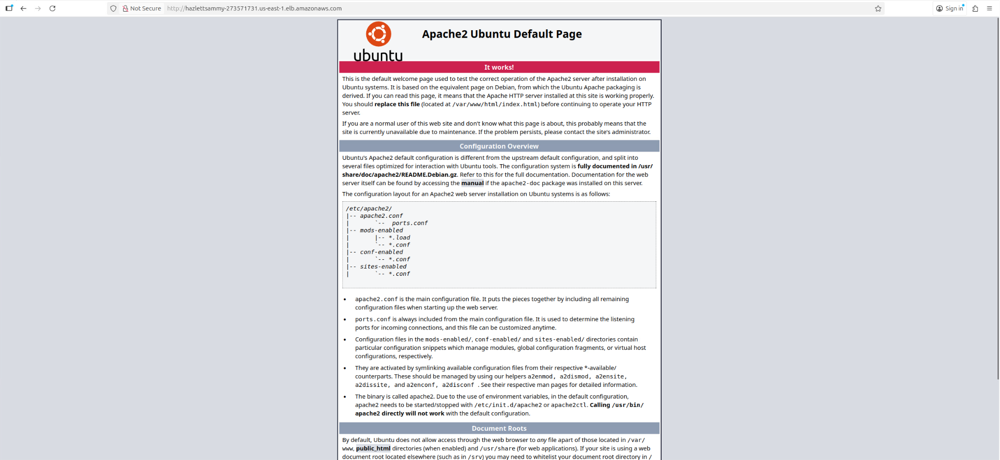 Not Secure http://hazlettsammy-273571731.us-east-1.elb.amazonaws.com Sign in
Apache2 Ubuntu Default Page
ubuntu
It works!
This is the default welcome page used to test the correct operation of the Apache2 server after installation on
Ubuntu systems. It is based on the equivalent page on Debian, from which the Ubuntu Apache packaging is
derived. If you can read this page, it means that the Apache HTTP server installed at this site is working properly.
You should replace this file (located at /var/www/html/index.html) before continuing to operate your HTTP
server.
If you are a normal user of this web site and don't know what this page is about, this probably means that the
site is currently unavailable due to maintenance. If the problem persists, please contact the site's administrator.
Configuration Overview
Ubuntu's Apache2 default configuration is different from the upstream default configuration, and split into
several files optimized for interaction with Ubuntu tools. The configuration system is fully documented in /usr/
share/doc/apache2/README.Debian.gz. Refer to this for the full documentation. Documentation for the web
server itself can be found by accessing the manual if the apache2-doc package was installed on this server.
The configuration layout for an Apache2 web server installation on Ubuntu systems is as follows:
/etc/apache2/
|-- apache2.conf
|       `--  ports.conf
|-- mods-enabled
|       |-- *.load
|       `-- *.conf
|-- conf-enabled
|       `-- *.conf
|-- sites-enabled
|       `-- *.conf
• apache2.conf is the main configuration file. It puts the pieces together by including all remaining
configuration files when starting up the web server.
• ports.conf is always included from the main configuration file. It is used to determine the listening
ports for incoming connections, and this file can be customized anytime.
• Configuration files in the mods-enabled/, conf-enabled/ and sites-enabled/ directories contain
particular configuration snippets which manage modules, global configuration fragments, or virtual host
configurations, respectively.
• They are activated by symlinking available configuration files from their respective *-available/
counterparts. These should be managed by using our helpers a2enmod, a2dismod, a2ensite,
a2dissite, and a2enconf, a2disconf . See their respective man pages for detailed information.
• The binary is called apache2. Due to the use of environment variables, in the default configuration,
apache2 needs to be started/stopped with /etc/init.d/apache2 or apache2ctl. Calling /usr/bin/
apache2 directly will not work with the default configuration.
Document Roots
By default, Ubuntu does not allow access through the web browser to any file apart of those located in /var/
www, public_html directories (when enabled) and /usr/share (for web applications). If your site is using a web
document root located elsewhere (such as in /srv) you may need to whitelist your document root directory in /